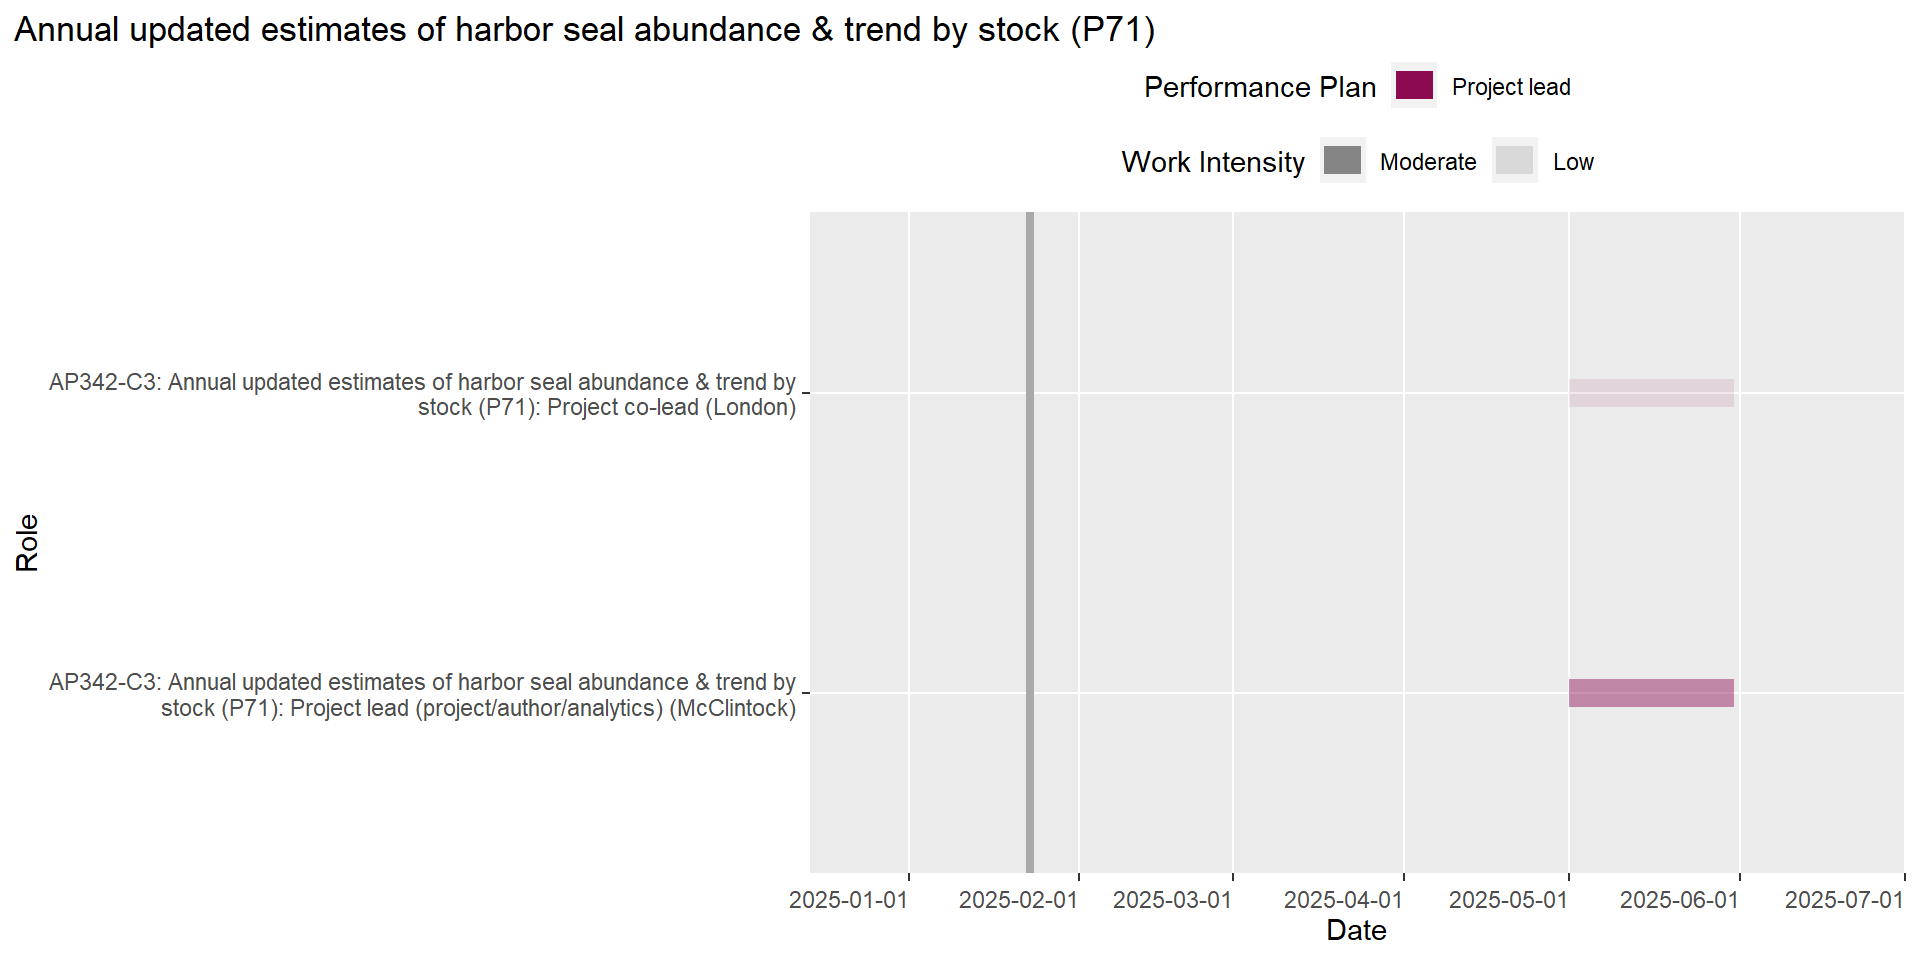 Annual updated estimates of harbor seal abundance & trend by stock (P71)
Performance Plan Project lead
Work Intensity Moderate Low
AP342-C3: Annual updated estimates of harbor seal abundance & trend by
stock (P71): Project co-lead (London)
Role
AP342-C3: Annual updated estimates of harbor seal abundance & trend by
stock (P71): Project lead (project/author/analytics) (McClintock)
2025-01-01 2025-02-01 2025-03-01 2025-04-01 2025-05-01 2025-06-01 2025-07-01
Date